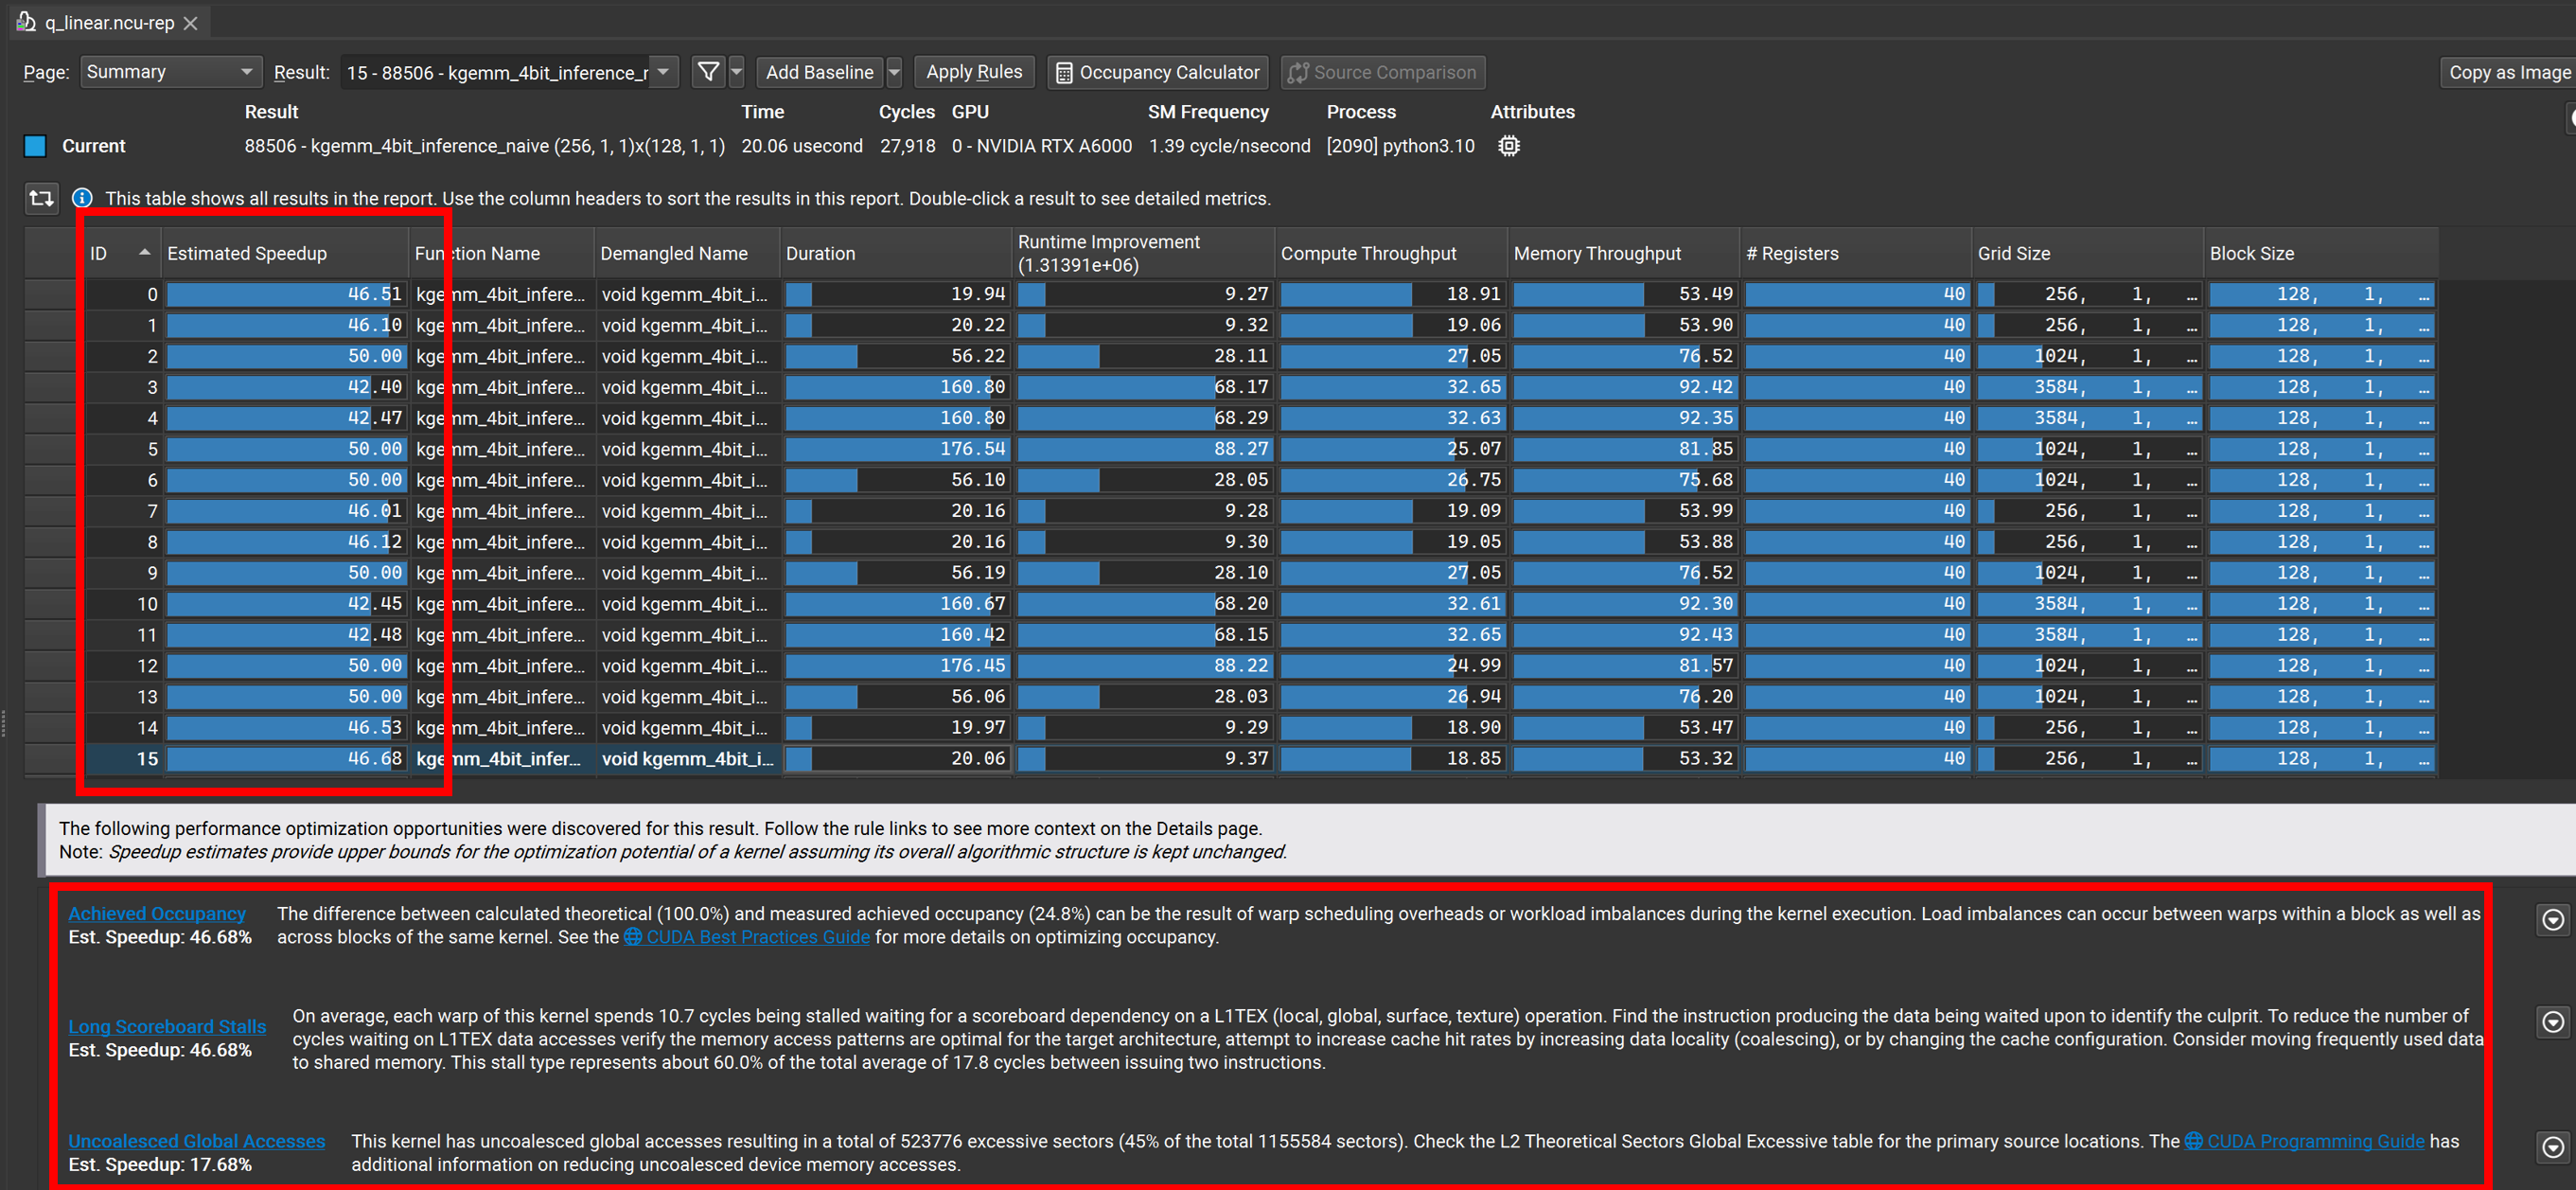 q_linear.ncu-rep
Page: Summary Result: 15 - 88506 - kgemm_4bit_inference_r Add Baseline Apply Rules Occupancy Calculator Source Comparison Copy as Image
Result Time Cycles GPU SM Frequency Process Attributes
Current 88506 - kgemm_4bit_inference_naive (256, 1, 1)x(128, 1, 1) 20.06 usecond 27,918 0 - NVIDIA RTX A6000 1.39 cycle/nsecond [2090] python3.10
This table shows all results in the report. Use the column headers to sort the results in this report. Double-click a result to see detailed metrics.
ID Estimated Speedup Function Name Demangled Name Duration Runtime Improvement (1.31391e+06) Compute Throughput Memory Throughput # Registers Grid Size Block Size
0 46.51 kgemm_4bit_infere... void kgemm_4bit_i... 19.94 9.27 18.91 53.49 40 256, 1, ... 128, 1, ...
1 46.10 kgemm_4bit_infere... void kgemm_4bit_i... 20.22 9.32 19.06 53.90 40 256, 1, ... 128, 1, ...
2 50.00 kgemm_4bit_infere... void kgemm_4bit_i... 56.22 28.11 27.05 76.52 40 1024, 1, ... 128, 1, ...
3 42.40 kgemm_4bit_infere... void kgemm_4bit_i... 160.80 68.17 32.65 92.42 40 3584, 1, ... 128, 1, ...
4 42.47 kgemm_4bit_infere... void kgemm_4bit_i... 160.80 68.29 32.63 92.35 40 3584, 1, ... 128, 1, ...
5 50.00 kgemm_4bit_infere... void kgemm_4bit_i... 176.54 88.27 25.07 81.85 40 1024, 1, ... 128, 1, ...
6 50.00 kgemm_4bit_infere... void kgemm_4bit_i... 56.10 28.05 26.75 75.68 40 1024, 1, ... 128, 1, ...
7 46.01 kgemm_4bit_infere... void kgemm_4bit_i... 20.16 9.28 19.09 53.99 40 256, 1, ... 128, 1, ...
8 46.12 kgemm_4bit_infere... void kgemm_4bit_i... 20.16 9.30 19.05 53.88 40 256, 1, ... 128, 1, ...
9 50.00 kgemm_4bit_infere... void kgemm_4bit_i... 56.19 28.10 27.05 76.52 40 1024, 1, ... 128, 1, ...
10 42.45 kgemm_4bit_infere... void kgemm_4bit_i... 160.67 68.20 32.61 92.30 40 3584, 1, ... 128, 1, ...
11 42.48 kgemm_4bit_infere... void kgemm_4bit_i... 160.42 68.15 32.65 92.43 40 3584, 1, ... 128, 1, ...
12 50.00 kgemm_4bit_infere... void kgemm_4bit_i... 176.45 88.22 24.99 81.57 40 1024, 1, ... 128, 1, ...
13 50.00 kgemm_4bit_infere... void kgemm_4bit_i... 56.06 28.03 26.94 76.20 40 1024, 1, ... 128, 1, ...
14 46.53 kgemm_4bit_infere... void kgemm_4bit_i... 19.97 9.29 18.90 53.47 40 256, 1, ... 128, 1, ...
15 46.68 kgemm_4bit_infer... void kgemm_4bit_i... 20.06 9.37 18.85 53.32 40 256, 1, ... 128, 1, ...
The following performance optimization opportunities were discovered for this result. Follow the rule links to see more context on the Details page.
Note: Speedup estimates provide upper bounds for the optimization potential of a kernel assuming its overall algorithmic structure is kept unchanged.
Achieved Occupancy The difference between calculated theoretical (100.0%) and measured achieved occupancy (24.8%) can be the result of warp scheduling overheads or workload imbalances during the kernel execution. Load imbalances can occur between warps within a block as well as
Est. Speedup: 46.68% across blocks of the same kernel. See the CUDA Best Practices Guide for more details on optimizing occupancy.
On average, each warp of this kernel spends 10.7 cycles being stalled waiting for a scoreboard dependency on a L1TEX (local, global, surface, texture) operation. Find the instruction producing the data being waited upon to identify the culprit. To reduce the number of
Long Scoreboard Stalls cycles waiting on L1TEX data accesses verify the memory access patterns are optimal for the target architecture, attempt to increase cache hit rates by increasing data locality (coalescing), or by changing the cache configuration. Consider moving frequently used data
Est. Speedup: 46.68% to shared memory. This stall type represents about 60.0% of the total average of 17.8 cycles between issuing two instructions.
Uncoalesced Global Accesses This kernel has uncoalesced global accesses resulting in a total of 523776 excessive sectors (45% of the total 1155584 sectors). Check the L2 Theoretical Sectors Global Excessive table for the primary source locations. The CUDA Programming Guide has
Est. Speedup: 17.68% additional information on reducing uncoalesced device memory accesses.